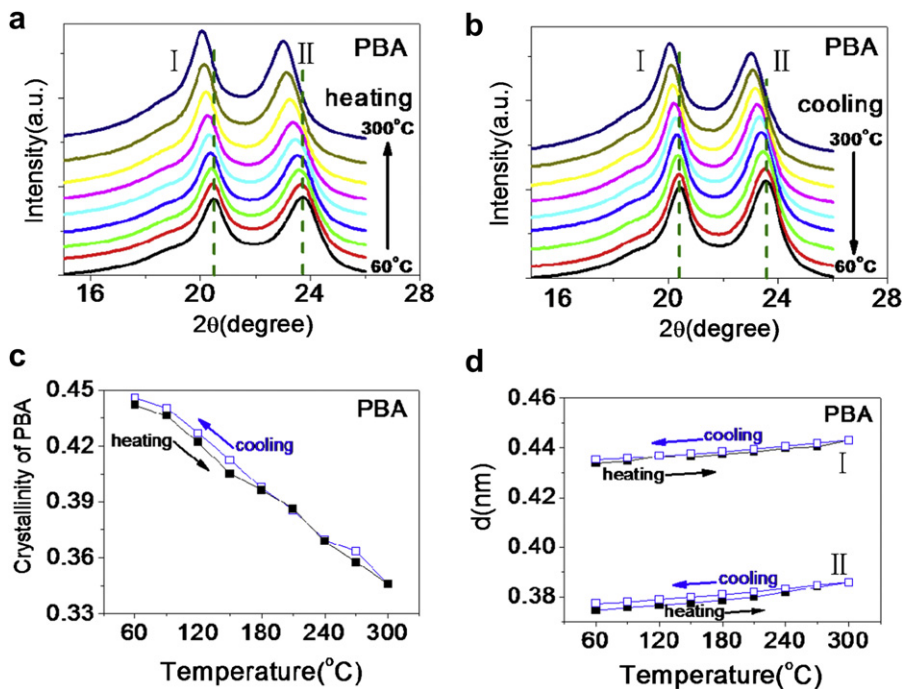 a
I
II
PBA
heating
300°C
60°C
Intensity(a.u.)
16 20 24 28
2θ(degree)
b
I
II
PBA
cooling
300°C
60°C
Intensity(a.u.)
16 20 24 28
2θ(degree)
c
PBA
cooling
heating
Crystallinity of PBA
0.45
0.42
0.39
0.36
0.33
60 120 180 240 300
Temperature(°C)
d
PBA
cooling
heating
I
II
cooling
heating
d(nm)
0.46
0.44
0.42
0.40
0.38
60 120 180 240 300
Temperature(°C)